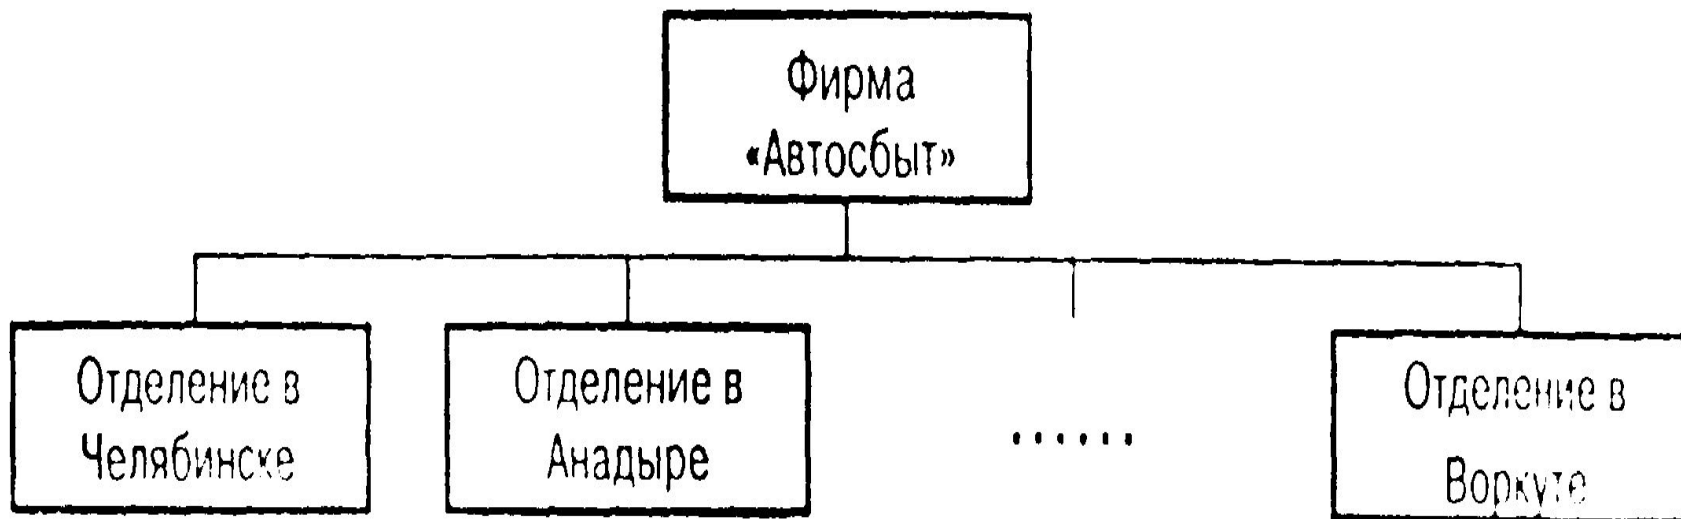 Фирма
«Автосбыт»
Отделение в
Челябинске
Отделение в
Анадыре
......
Отделение в
Воркуте